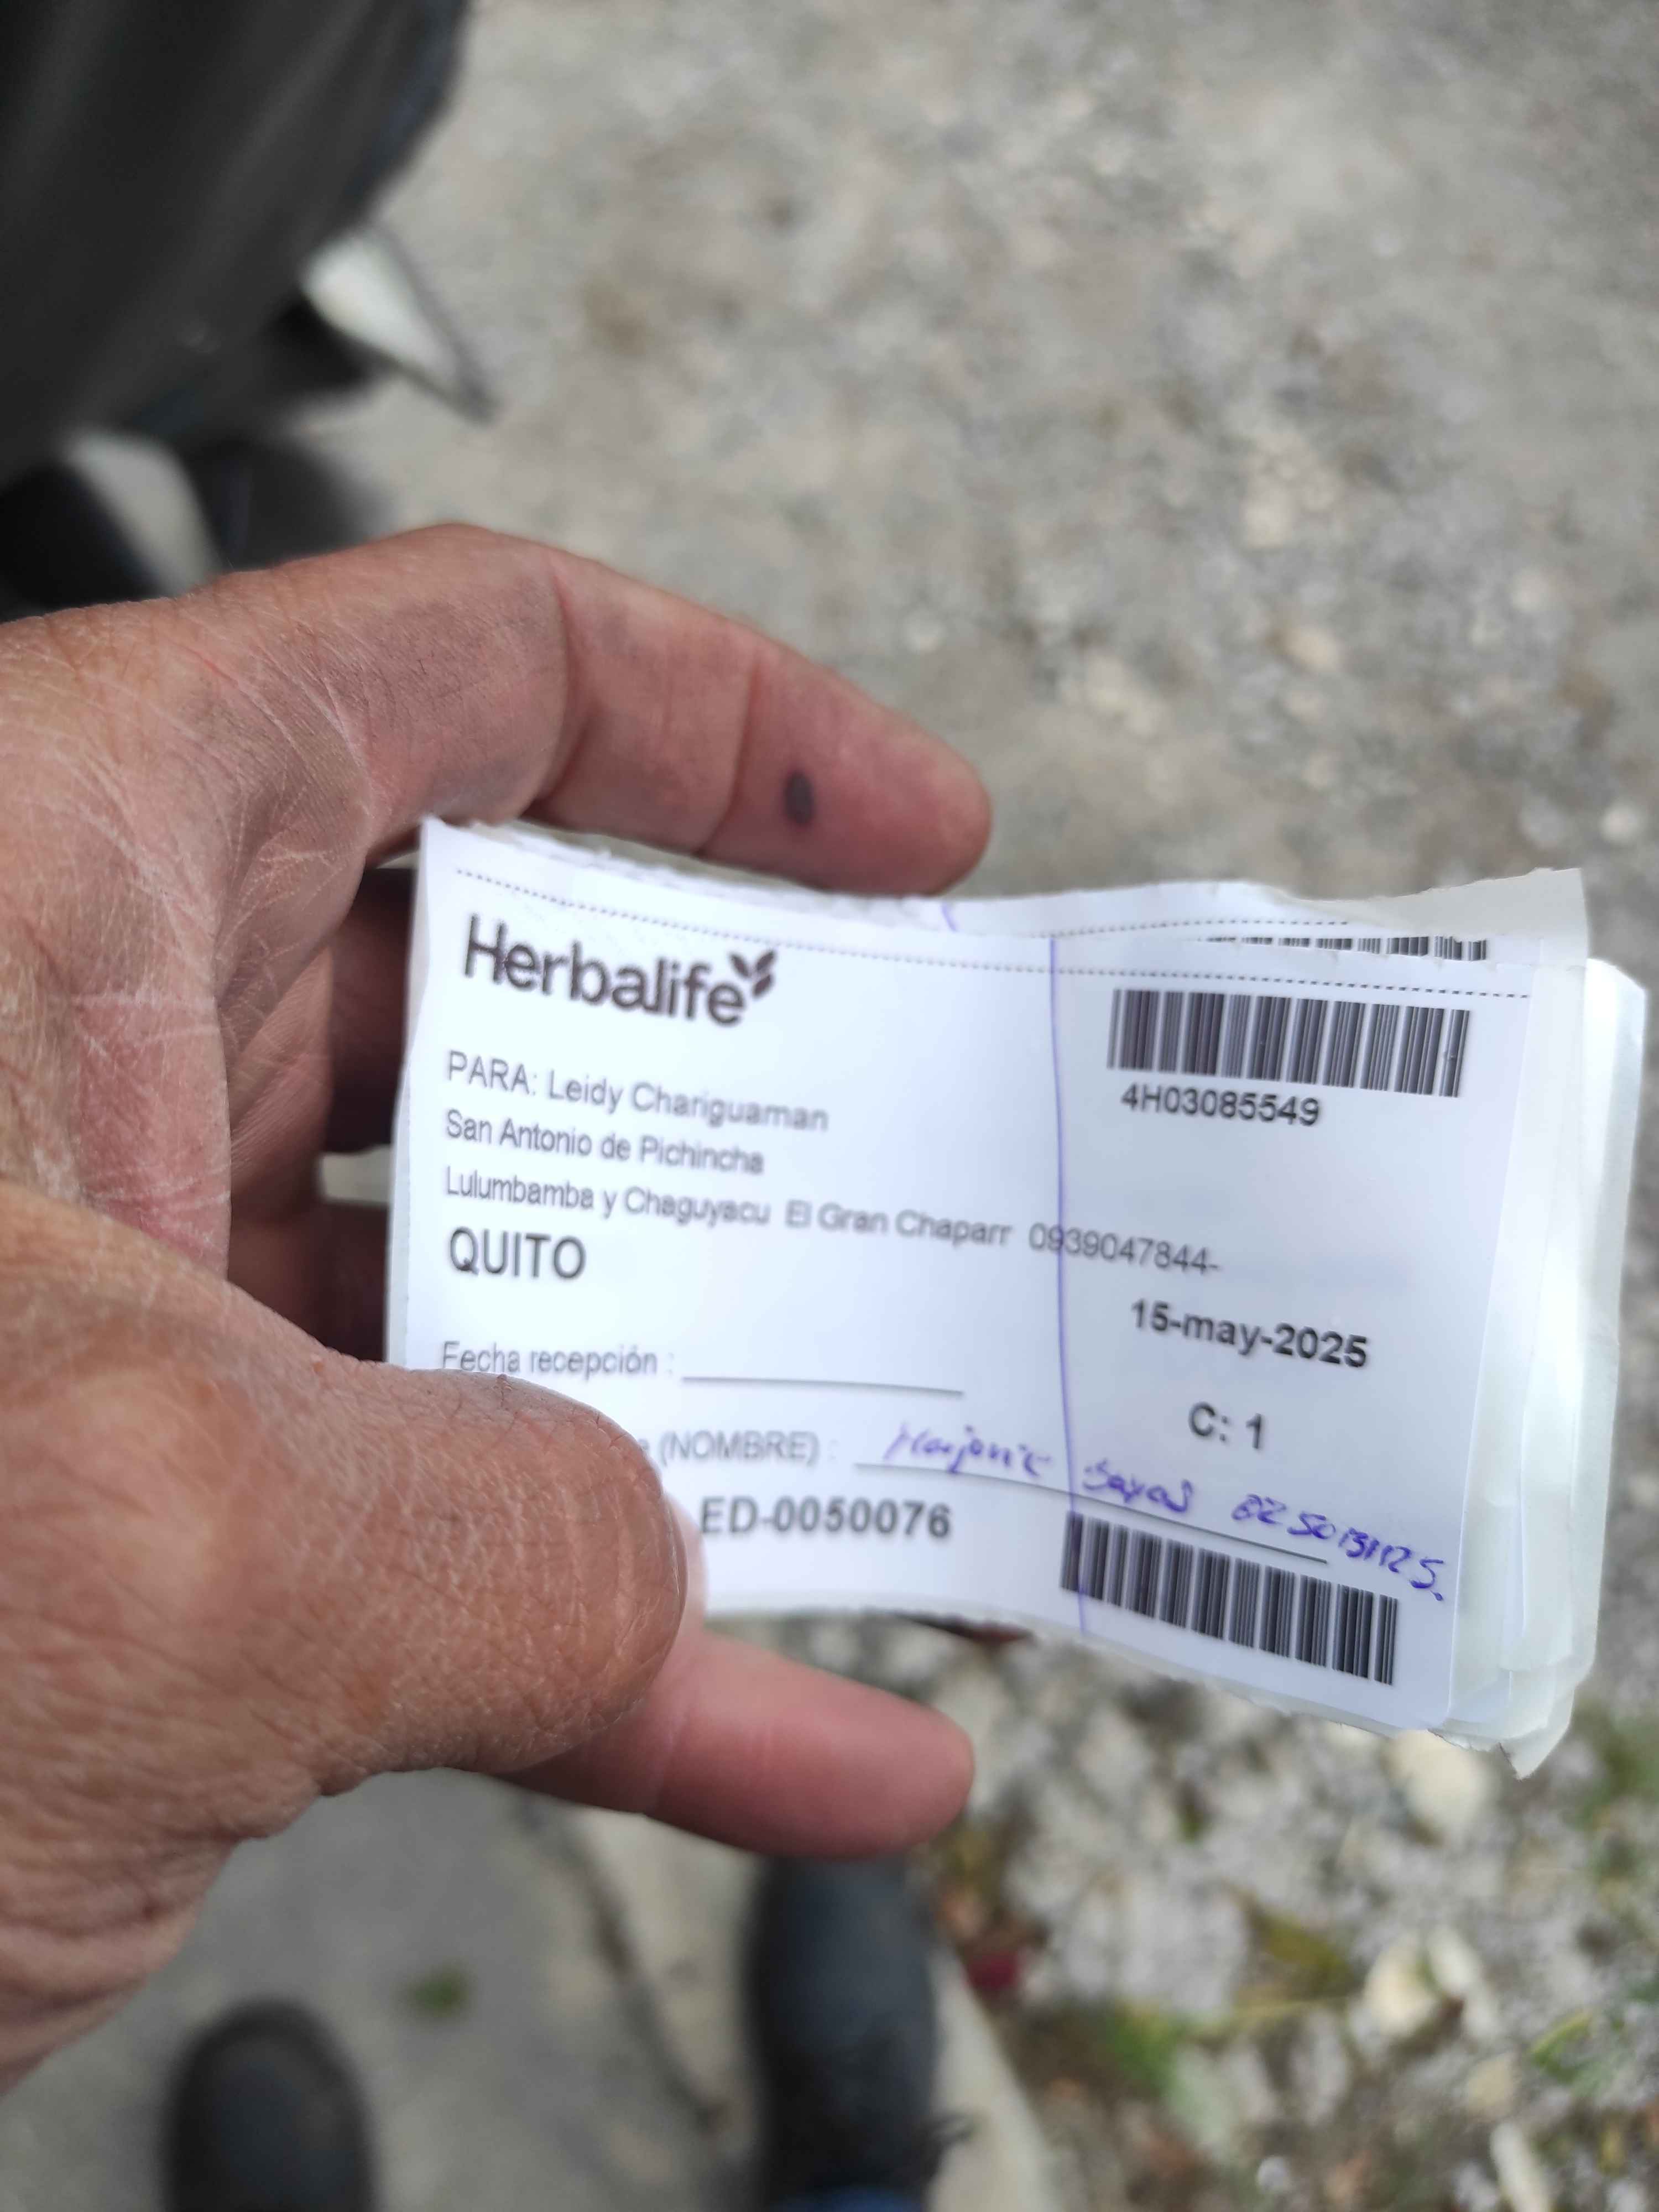 Herbalife
4H03085549
PARA: Leidy Chariguaman
San Antonio de Pichincha
Lulumbamba y Chaguyacu El Gran Chaparr 0939047844-
QUITO
15-may-2025
Fecha recepción :
C: 1
(NOMBRE) :
ED-0050076